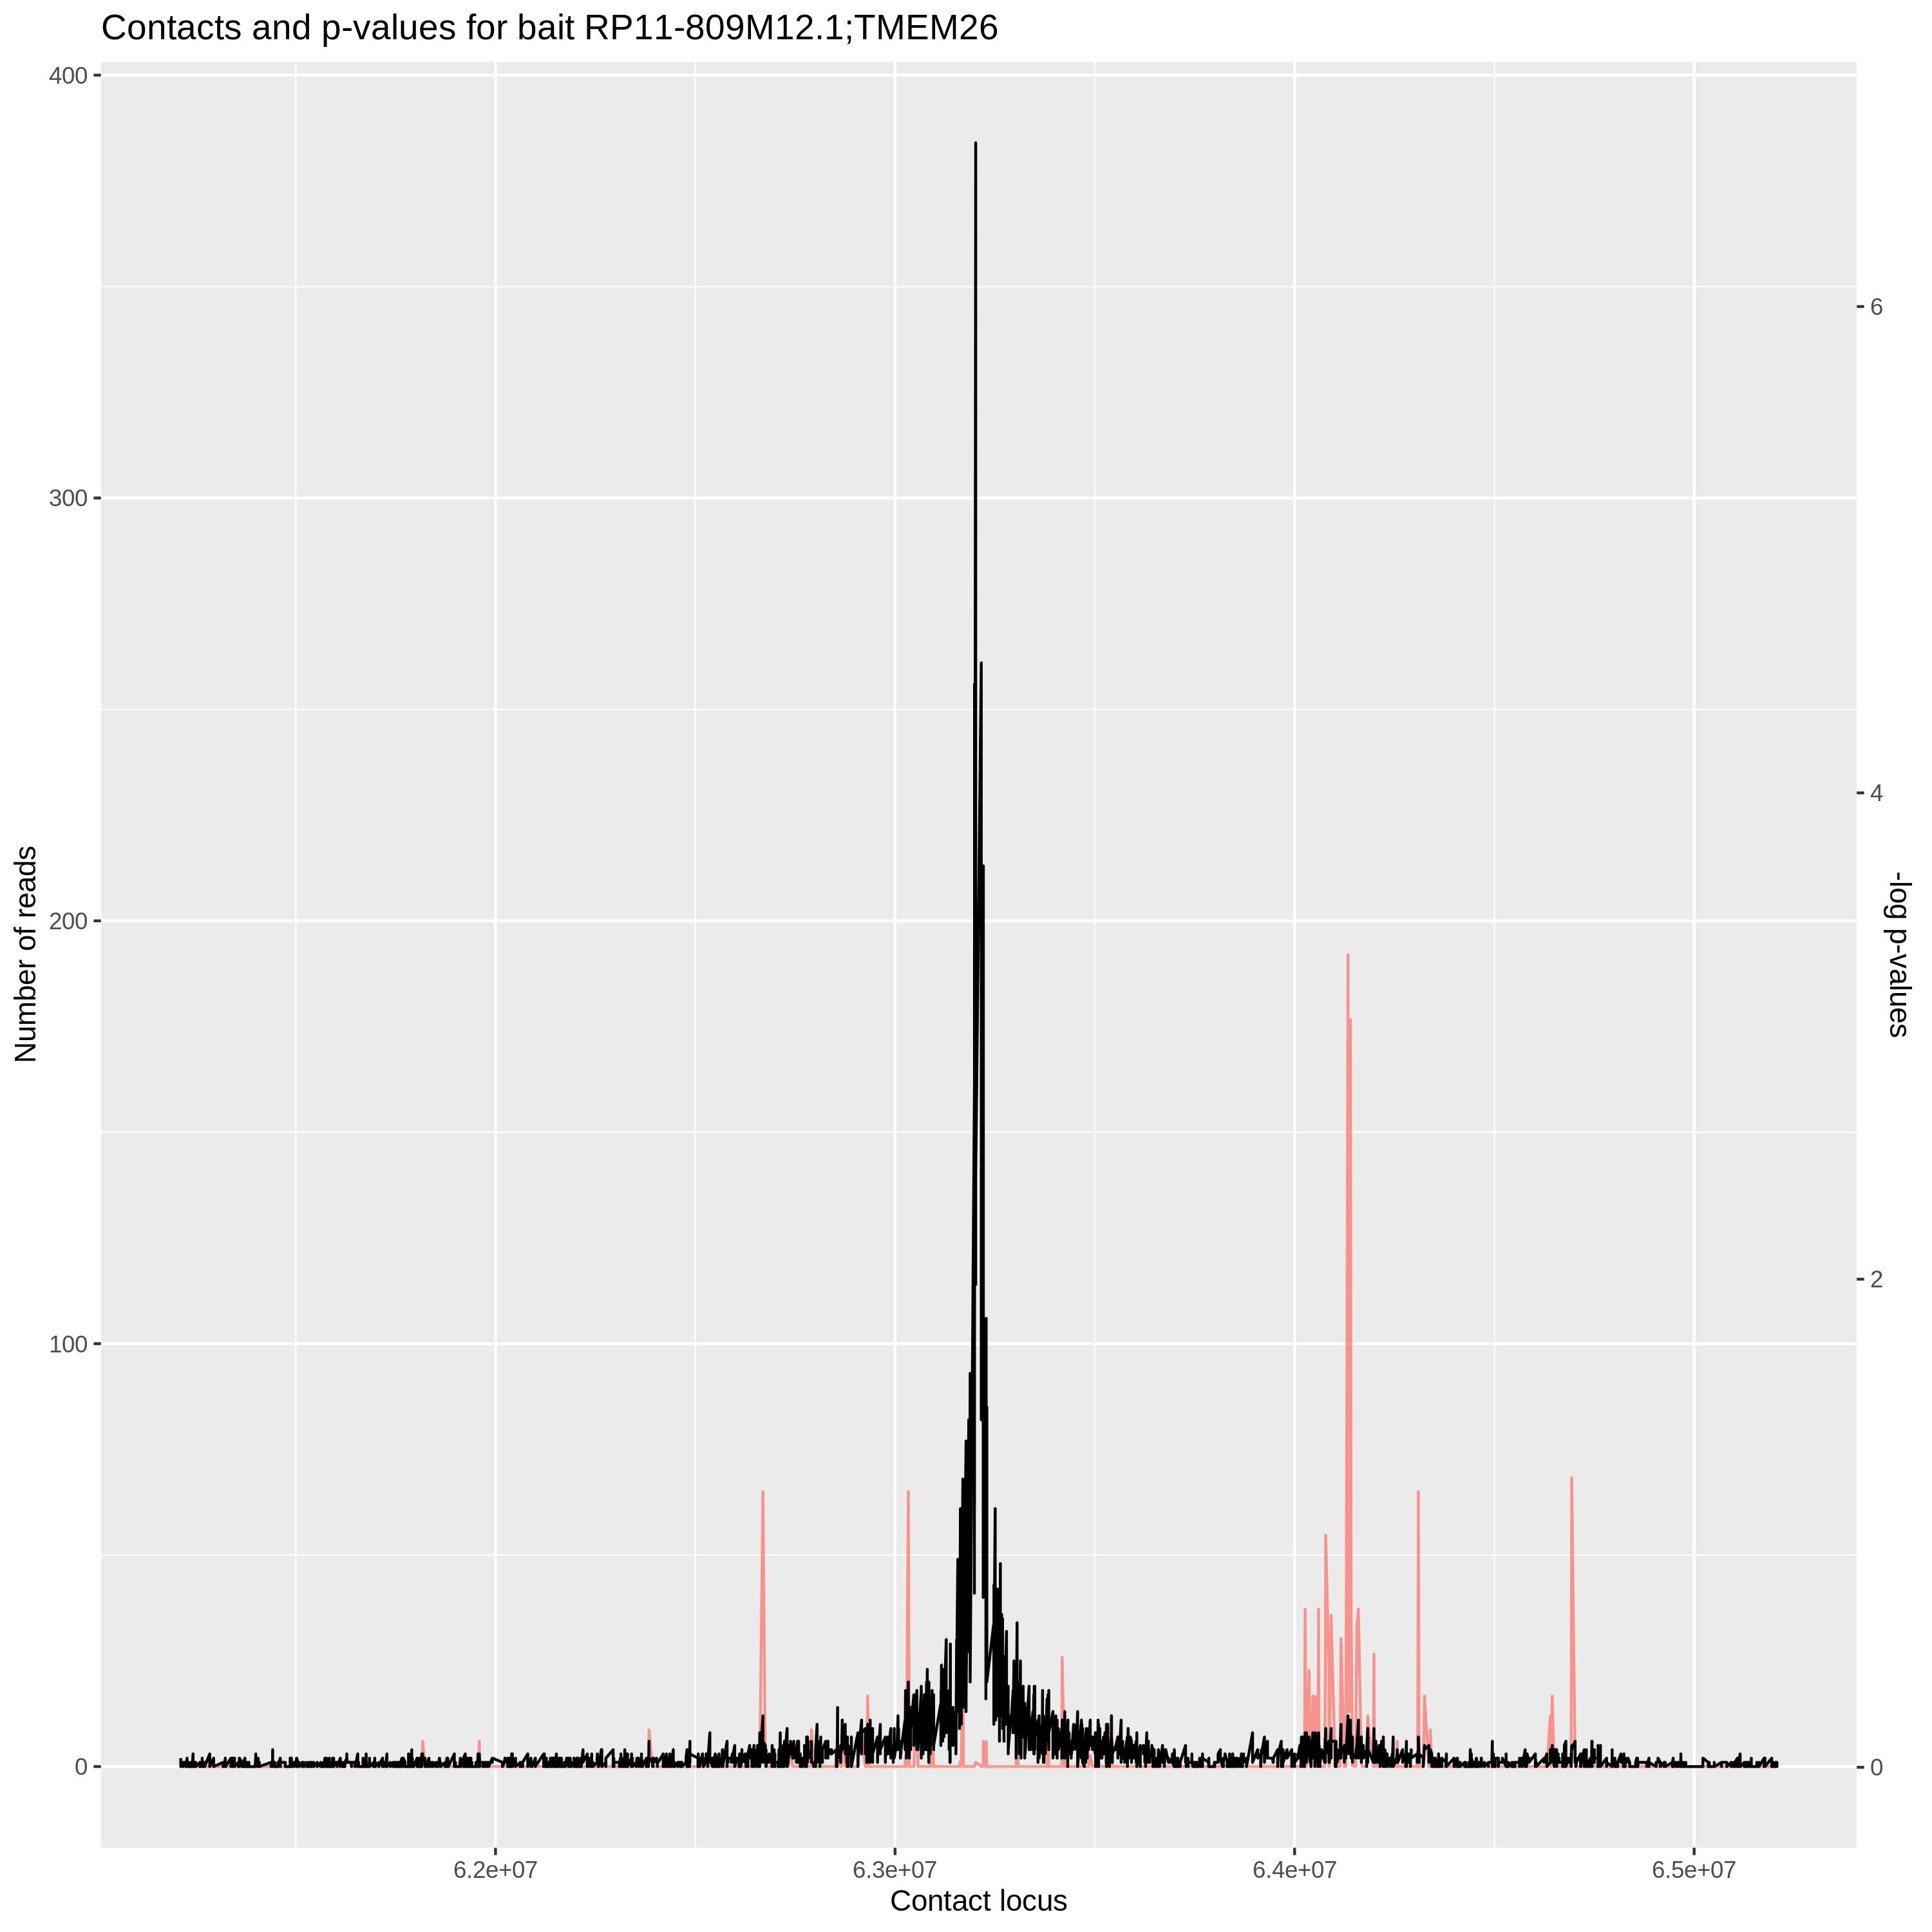 Contacts and p-values for bait RP11-809M12.1;TMEM26
400
300
200
100
0
Number of reads
6
4
2
0
-log p-values
6.2e+07
6.3e+07
6.4e+07
6.5e+07
Contact locus